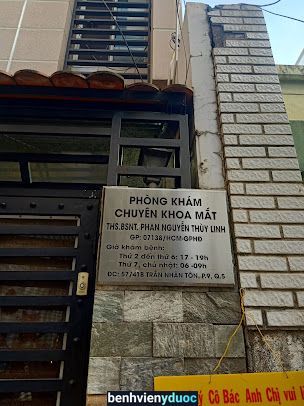 PHÒNG KHÁM
CHUYÊN KHOA MẮT
THS.BSNT. PHAN NGUYỄN THÙY LINH
GP: 07138/HCM-GPHĐ
Giờ khám bệnh:
Thứ 2 đến thứ 6: 17 - 19h
Thứ 7, chủ nhật: 06 -09h
ĐC: 57/41B TRẦN NHÂN TÔN, P.9, Q.5
ý Cô Bác Anh Chị vui l
benhvienyduoc.com